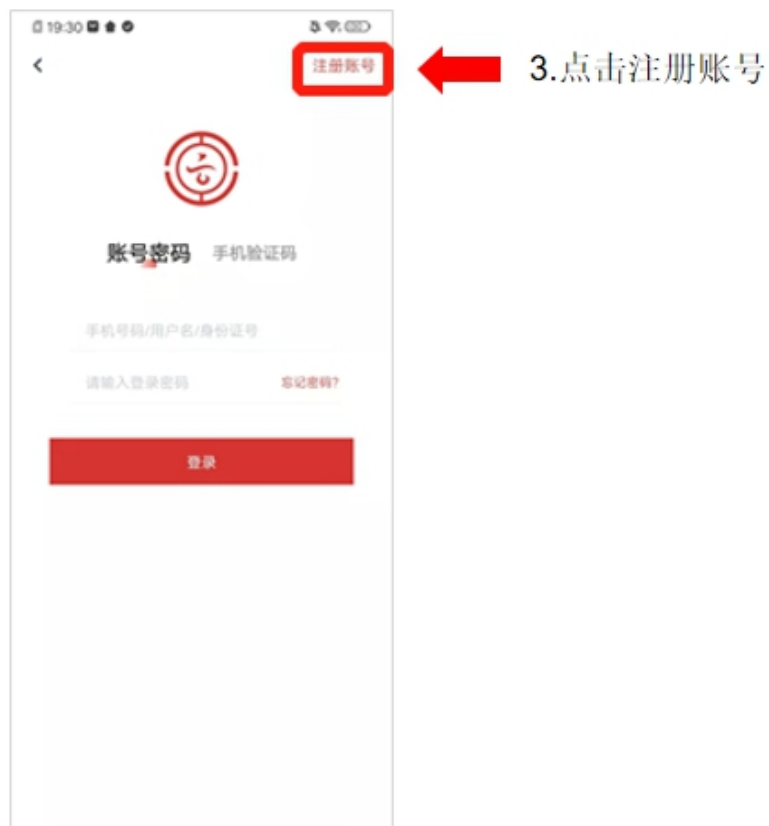 19:30
注册账号
3.点击注册账号
账号密码 手机验证码
手机号码/用户名/身份证号
请输入登录密码 忘记密码?
登录